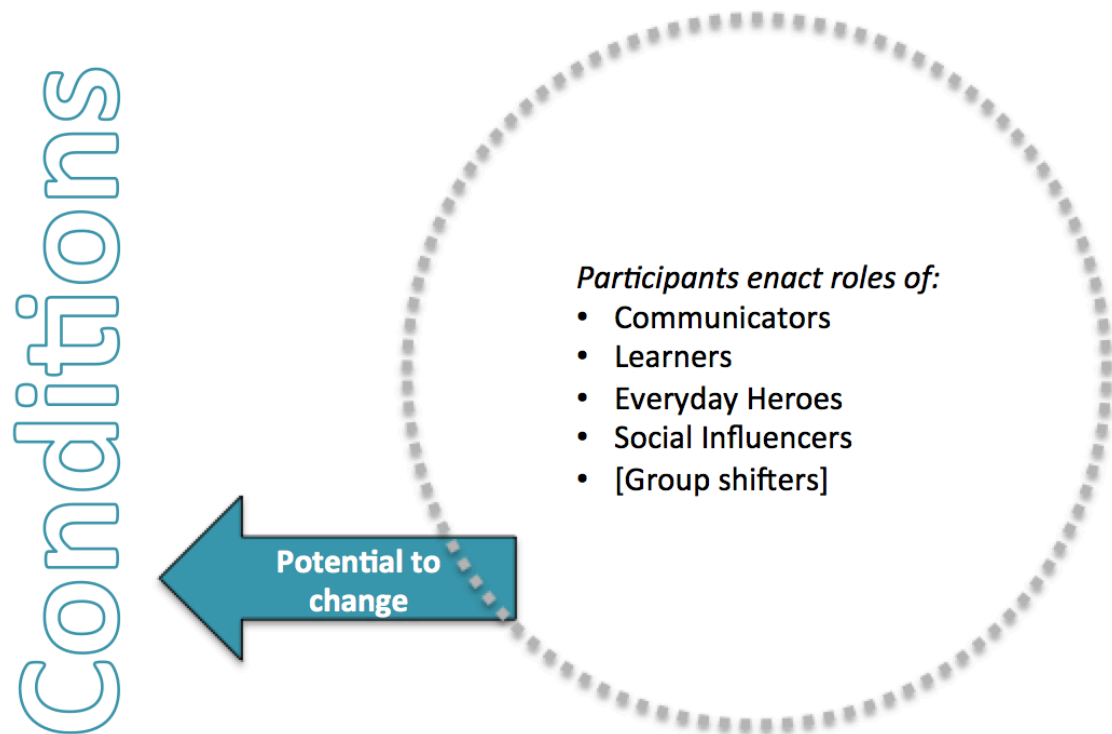 Conditions
Participants enact roles of:
• Communicators
• Learners
• Everyday Heroes
• Social Influencers
• [Group shifters]
Potential to
change